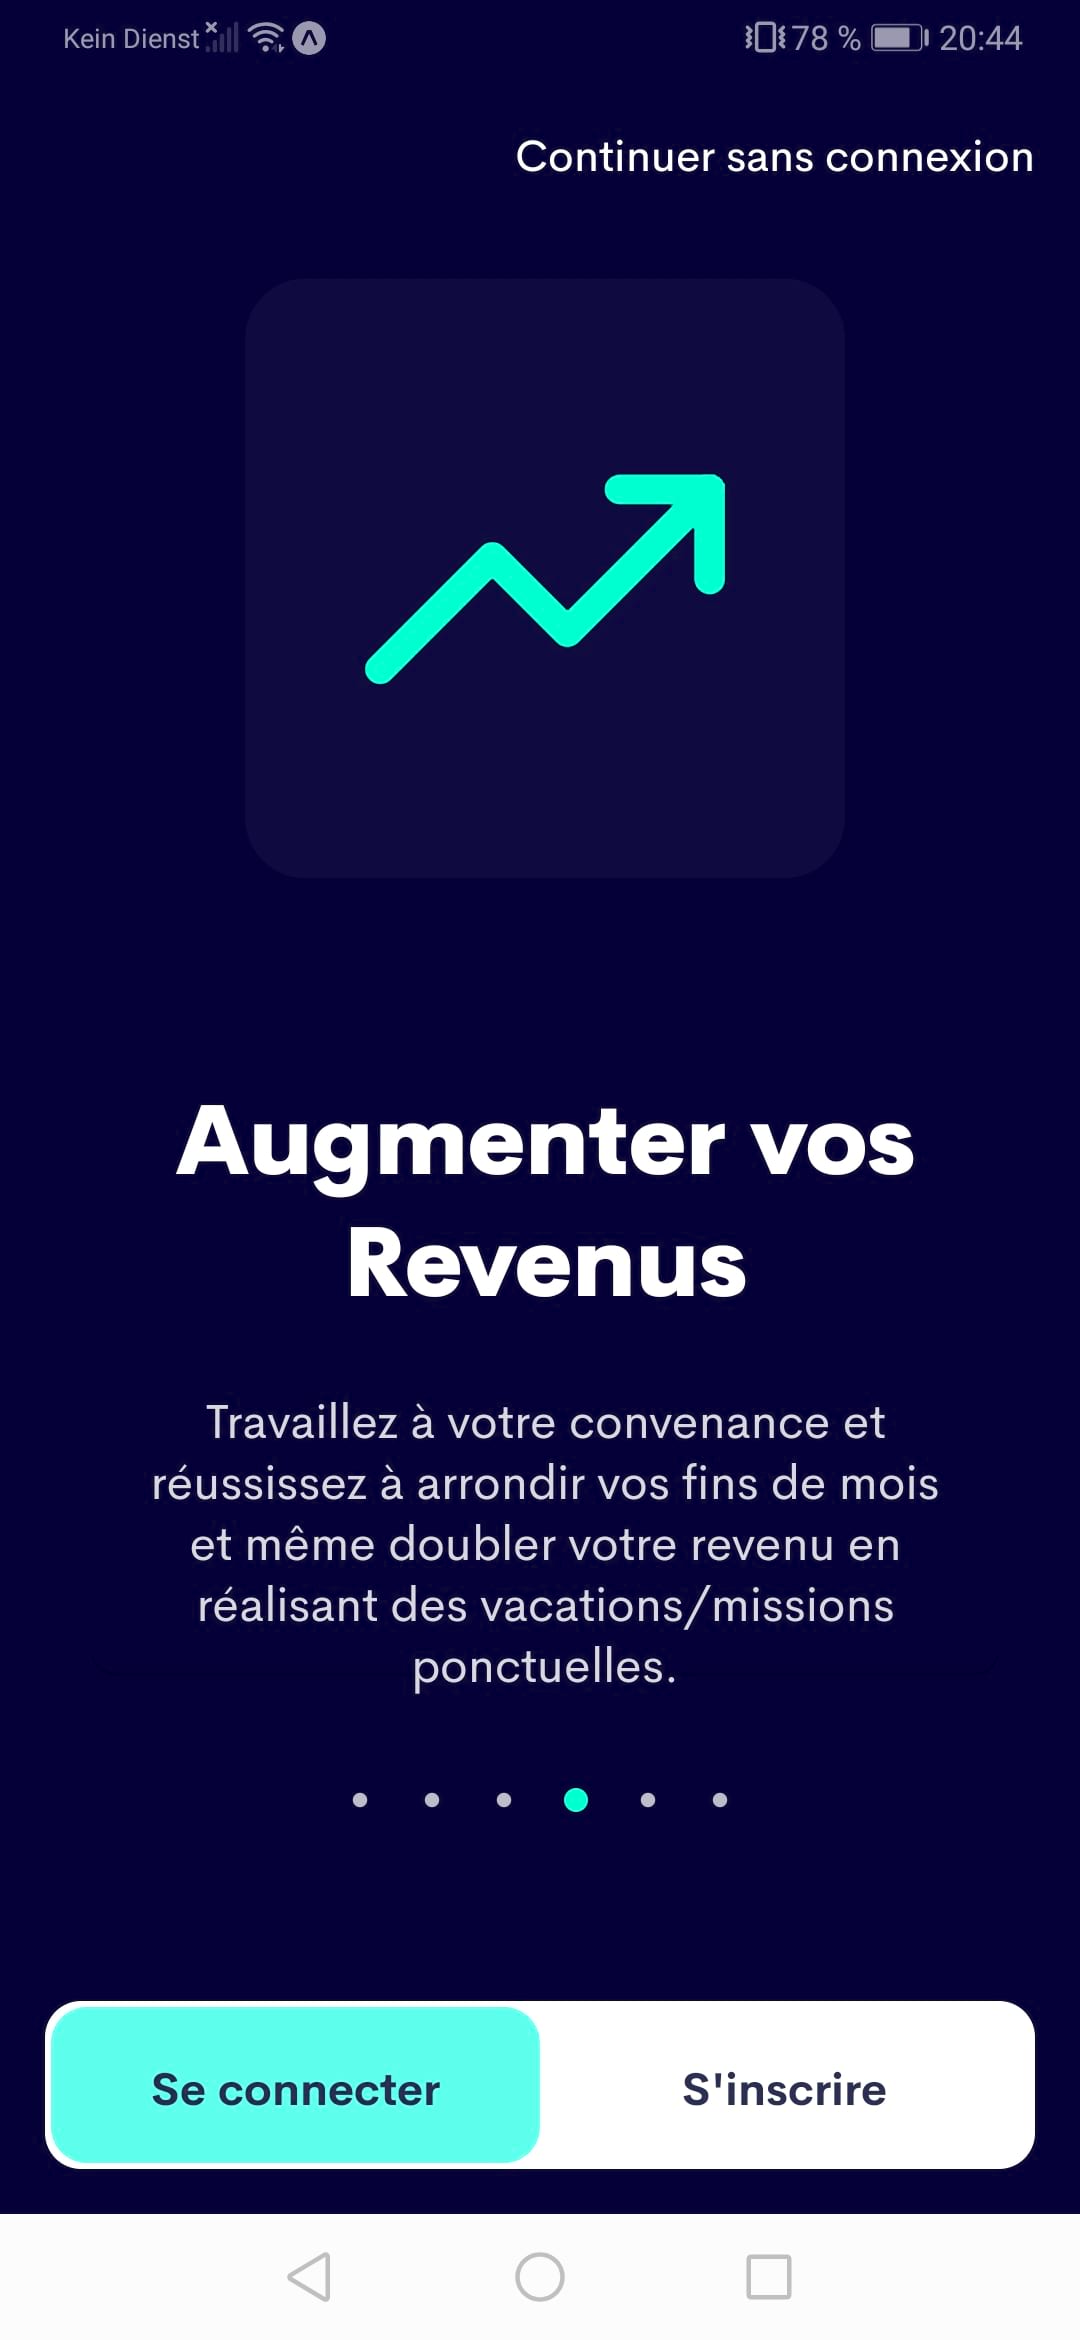 Kein Dienst 78 % 20:44
Continuer sans connexion
Augmenter vos
Revenus
Travaillez à votre convenance et
réussissez à arrondir vos fins de mois
et même doubler votre revenu en
réalisant des vacations/missions
ponctuelles.
Se connecter S'inscrire